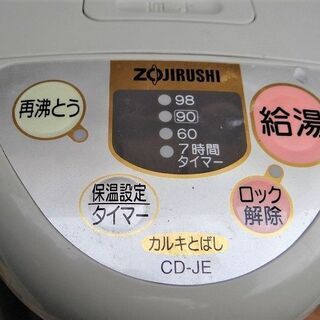 ZOJIRUSHI
再沸とう
98
90
60
7時間
タイマー
給湯
保温設定
タイマー
ロック
解除
カルキとばし
CD-JE